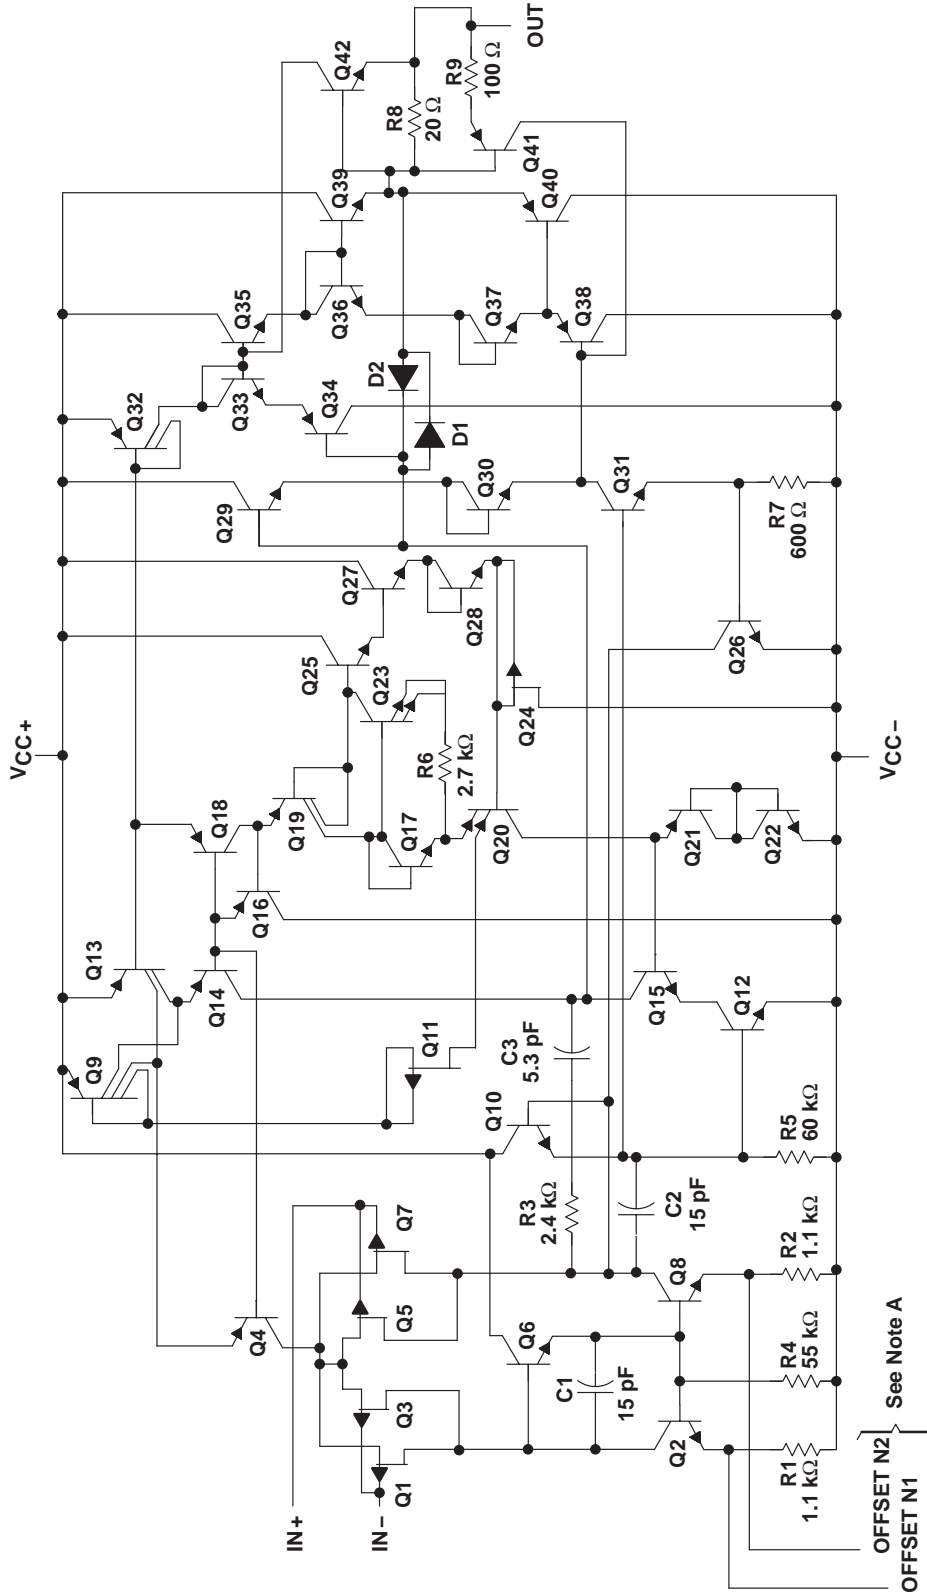 VCC+
Q9
Q13
Q14
Q18
Q16
Q19
Q17
Q25
Q23
R6
2.7 kΩ
Q20
Q27
Q28
Q24
Q29
Q30
Q32
Q33
Q34
Q35
Q36
Q37
Q38
D2
D1
Q39
Q40
Q42
R8
20 Ω
R9
100 Ω
Q41
OUT
Q31
R7
600 Ω
Q26
VCC−
Q21
Q22
Q15
Q12
Q11
C3
5.3 pF
Q10
R3
2.4 kΩ
C2
15 pF
R5
60 kΩ
Q4
IN+
IN−
Q1
Q3
Q5
Q7
Q6
C1
15 pF
Q2
Q8
R1
1.1 kΩ
R4
55 kΩ
R2
1.1 kΩ
OFFSET N2
OFFSET N1
See Note A